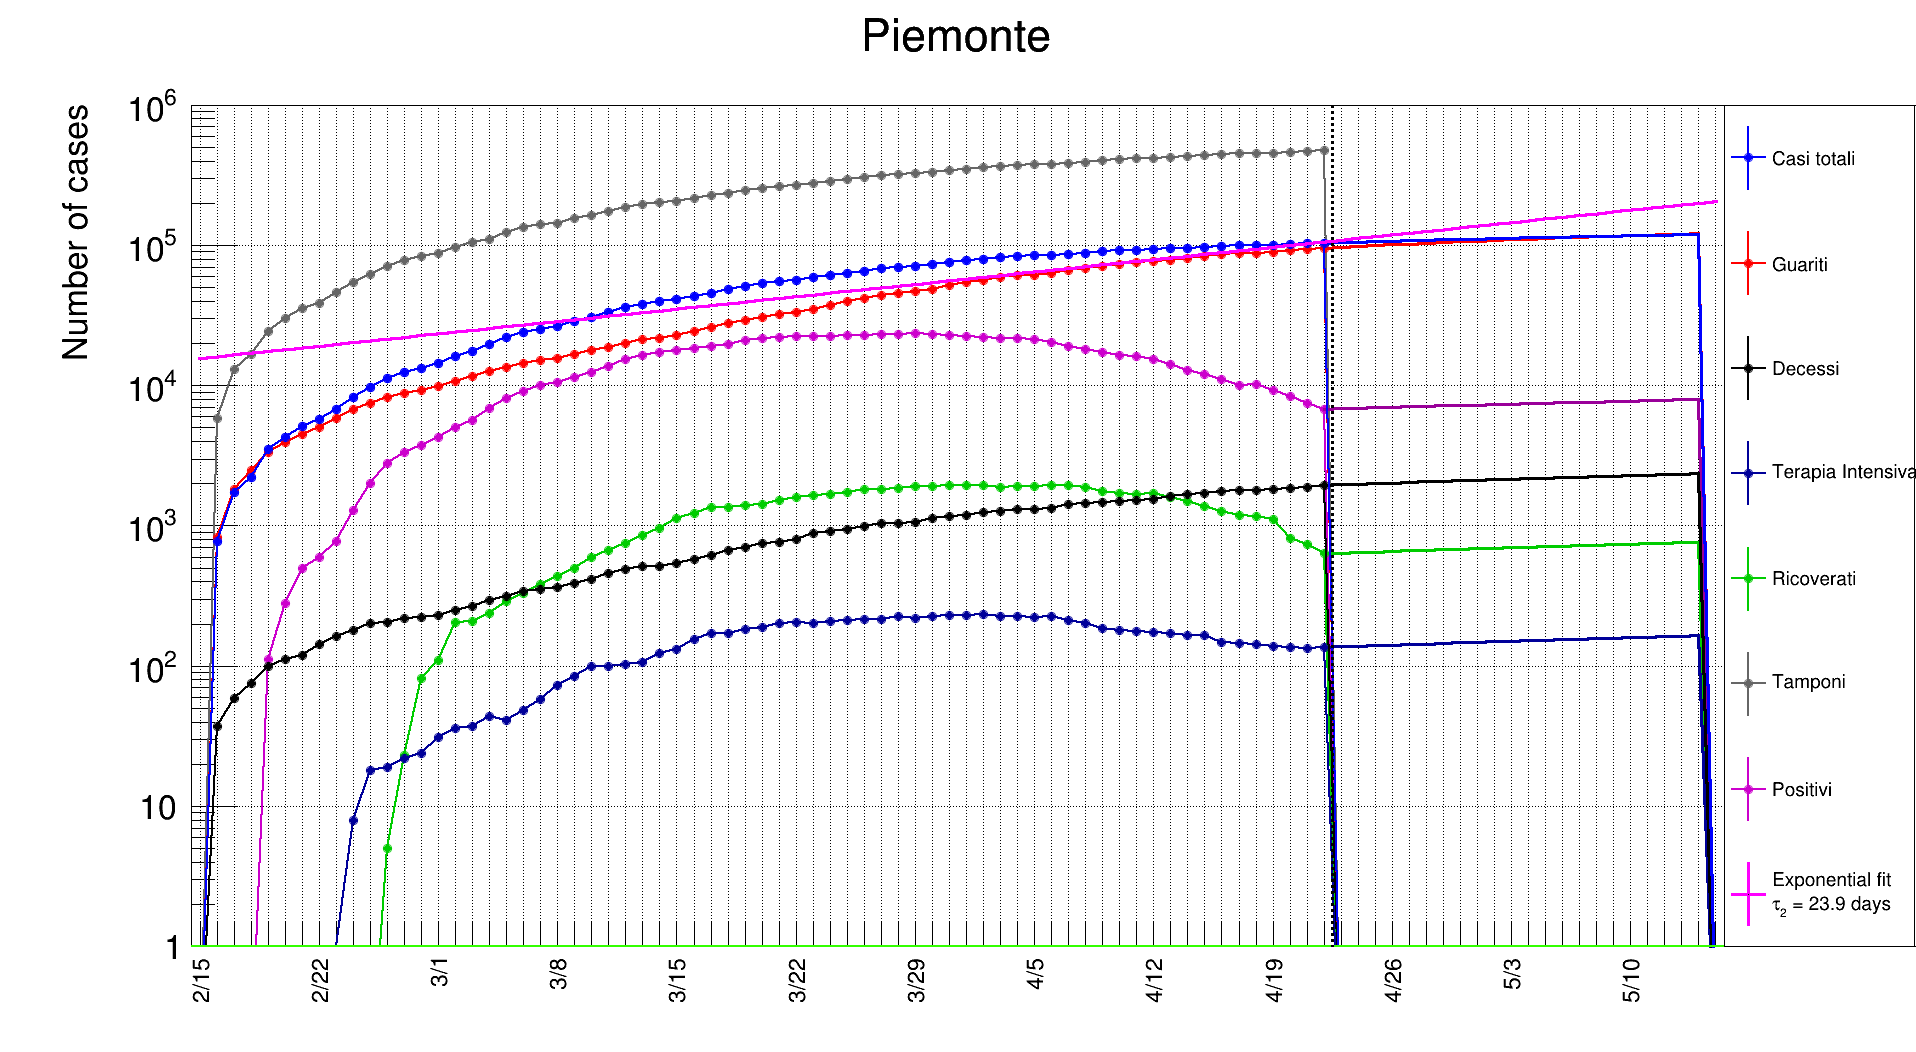 Piemonte
Number of cases
10^6
10^5
10^4
10^3
10^2
10
1
2/15
2/22
3/1
3/8
3/15
3/22
3/29
4/5
4/12
4/19
4/26
5/3
5/10
Casi totali
Guariti
Decessi
Terapia Intensiva
Ricoverati
Tamponi
Positivi
Exponential fit
τ₂ = 23.9 days